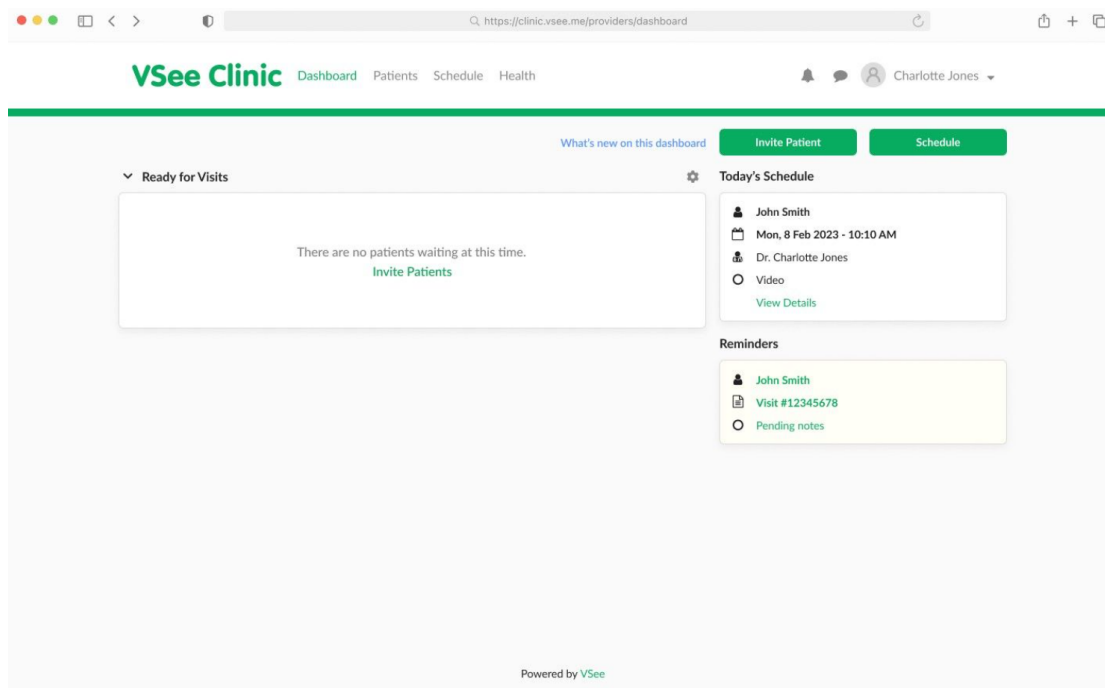 https://clinic.vsee.me/providers/dashboard
VSee Clinic Dashboard Patients Schedule Health Charlotte Jones
What's new on this dashboard Invite Patient Schedule
Ready for Visits
There are no patients waiting at this time.
Invite Patients
Today's Schedule
John Smith
Mon, 8 Feb 2023 - 10:10 AM
Dr. Charlotte Jones
Video
View Details
Reminders
John Smith
Visit #12345678
Pending notes
Powered by VSee